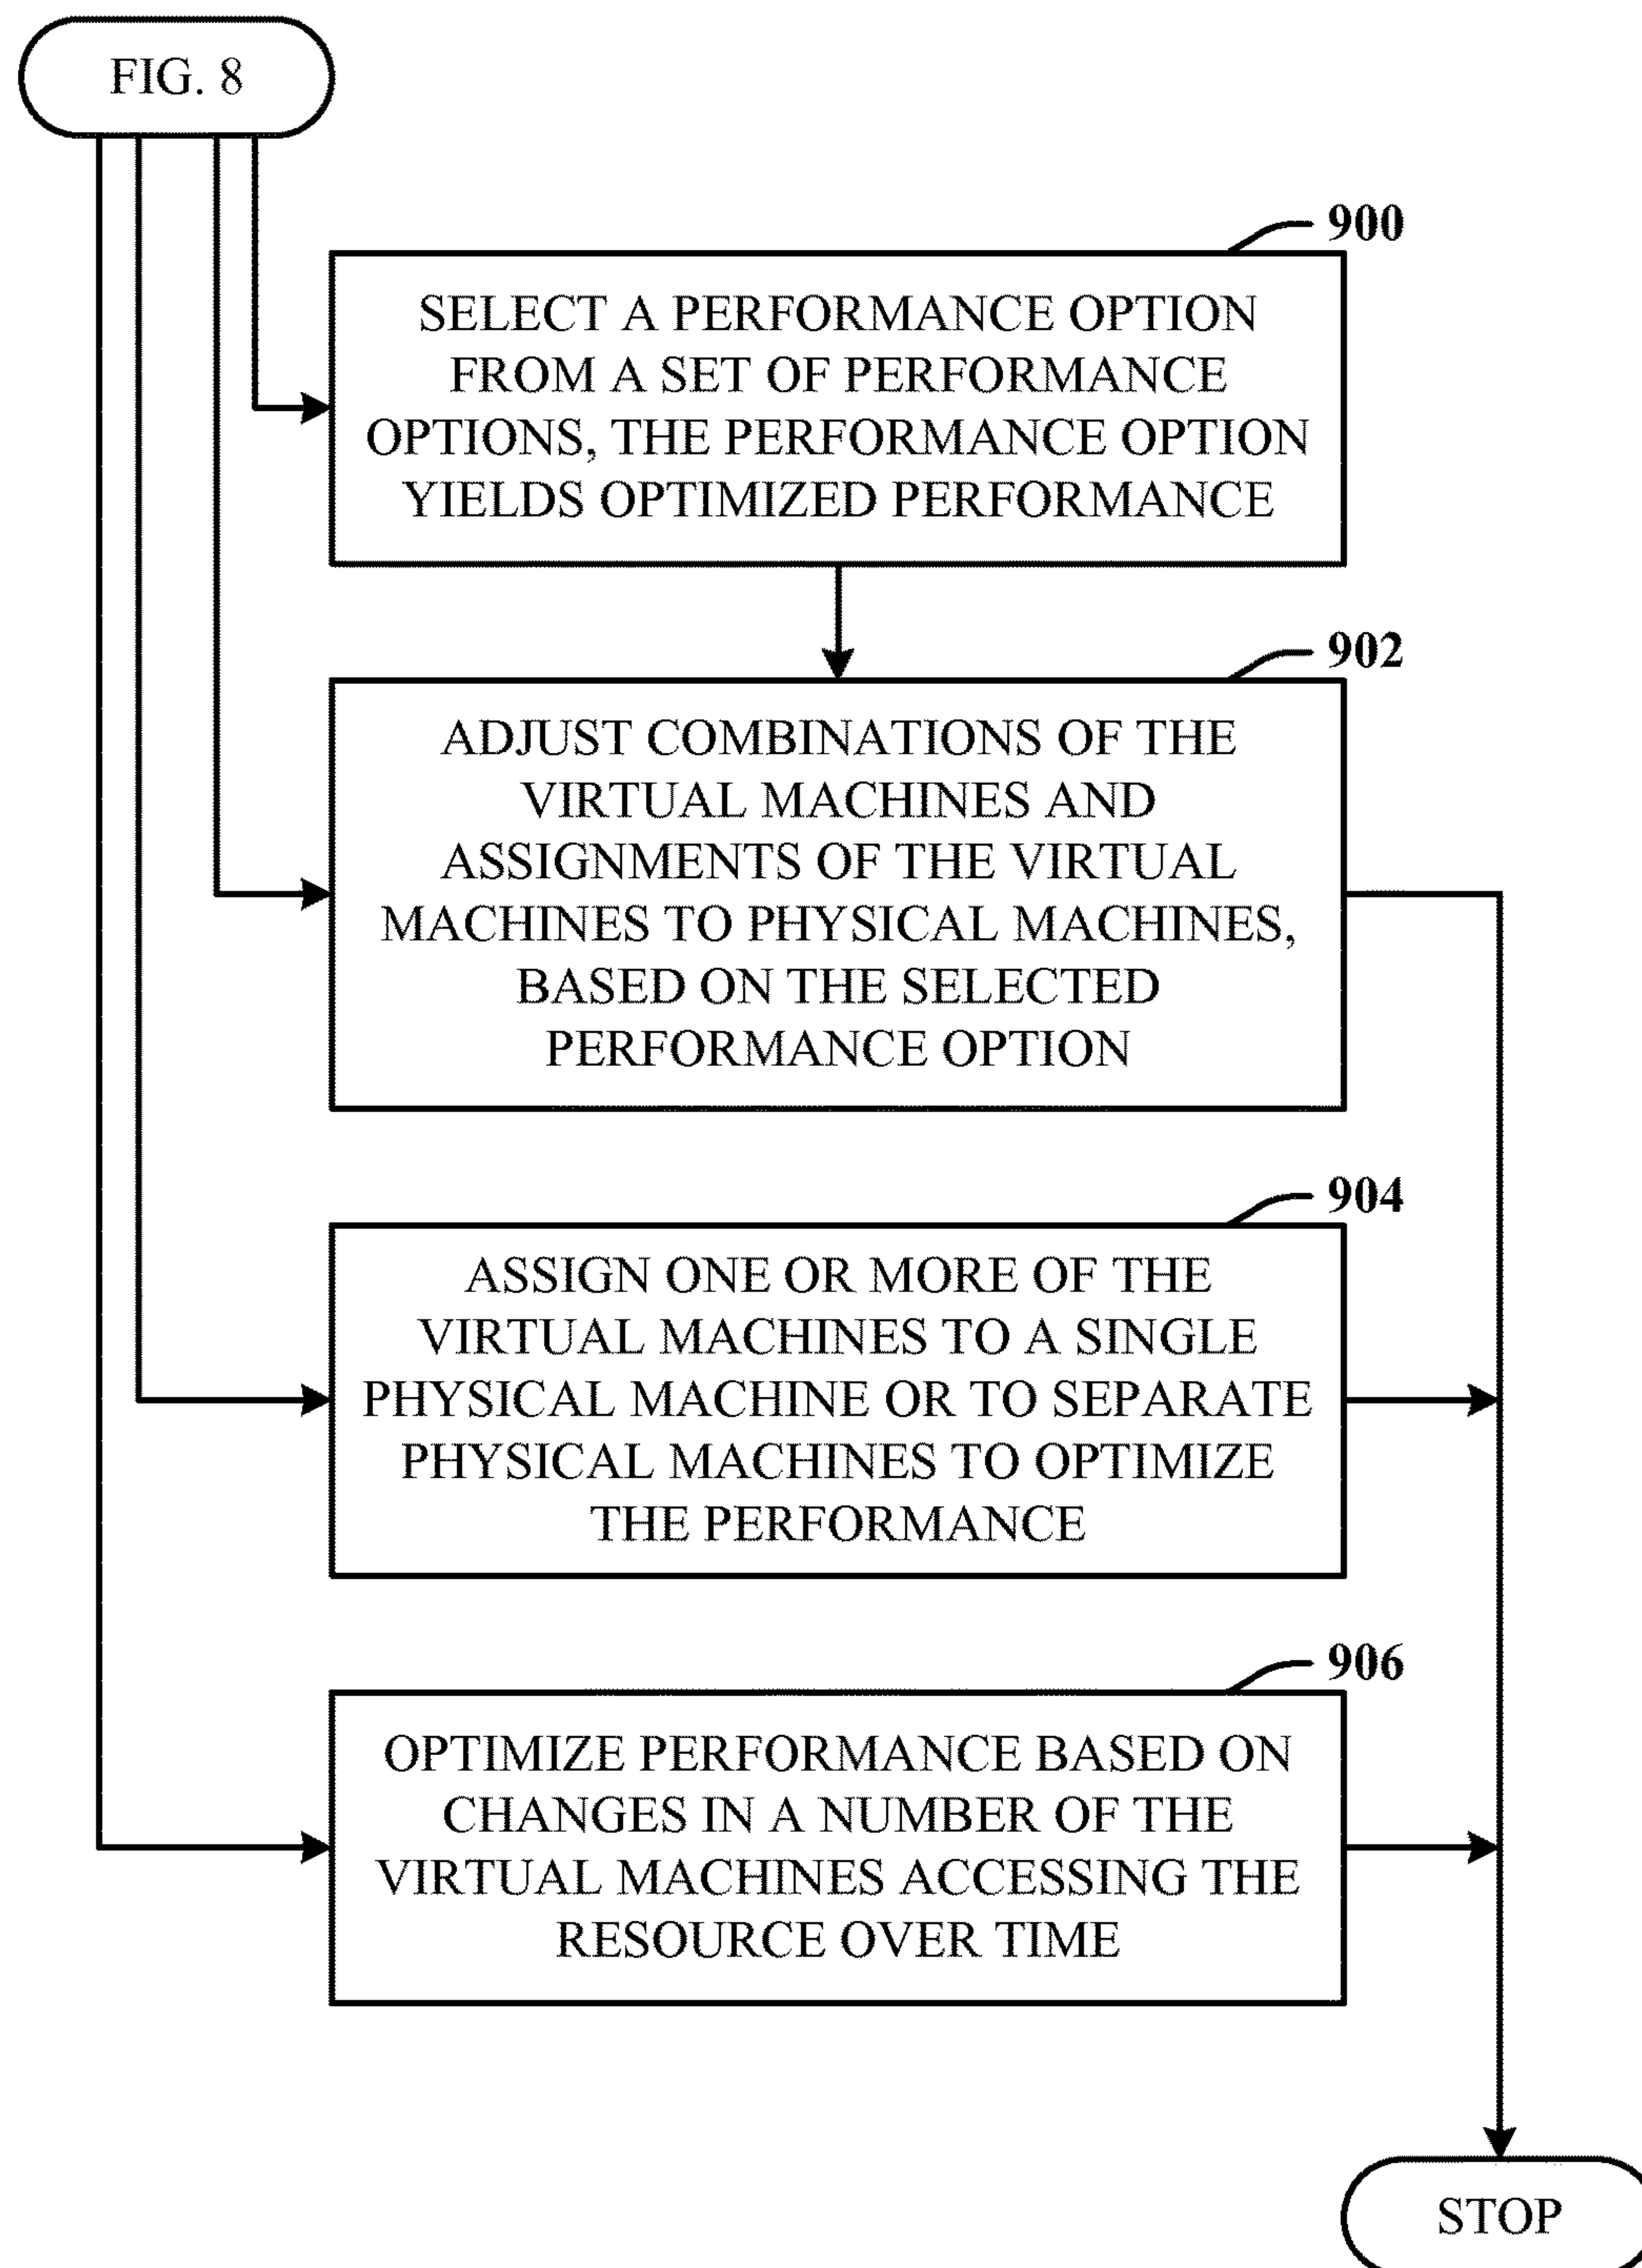 FIG. 8
900
SELECT A PERFORMANCE OPTION
FROM A SET OF PERFORMANCE
OPTIONS, THE PERFORMANCE OPTION
YIELDS OPTIMIZED PERFORMANCE
902
ADJUST COMBINATIONS OF THE
VIRTUAL MACHINES AND
ASSIGNMENTS OF THE VIRTUAL
MACHINES TO PHYSICAL MACHINES,
BASED ON THE SELECTED
PERFORMANCE OPTION
904
ASSIGN ONE OR MORE OF THE
VIRTUAL MACHINES TO A SINGLE
PHYSICAL MACHINE OR TO SEPARATE
PHYSICAL MACHINES TO OPTIMIZE
THE PERFORMANCE
906
OPTIMIZE PERFORMANCE BASED ON
CHANGES IN A NUMBER OF THE
VIRTUAL MACHINES ACCESSING THE
RESOURCE OVER TIME
STOP